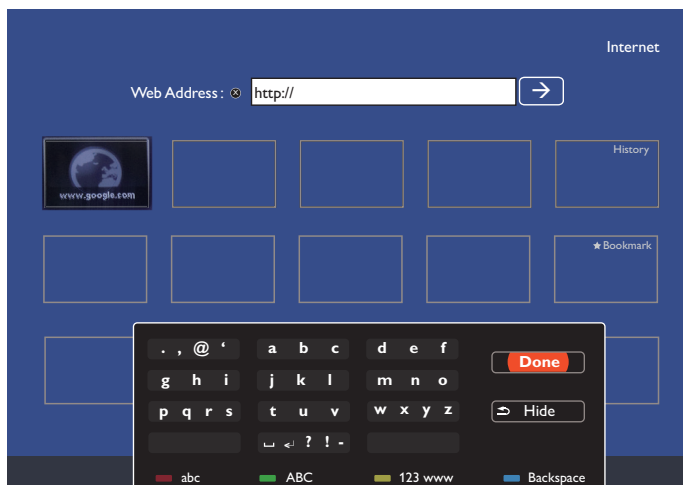 Internet
Web Address : ⊗ http:// →
www.google.com
History
★ Bookmark
. , @ ‘ a b c d e f
Done
g h i j k l m n o
p q r s t u v w x y z
Hide
␣ ↵ ? ! -
abc ABC 123 www Backspace